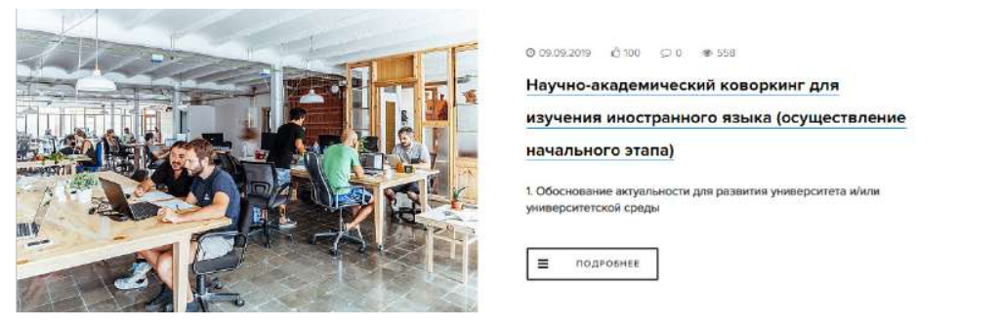 09.09.2019 100 0 558
Научно-академический коворкинг для
изучения иностранного языка (осуществление
начального этапа)
1. Обоснование актуальности для развития университета и/или
университетской среды
ПОДРОБНЕЕ